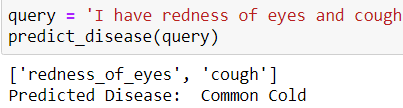 query = 'I have redness of eyes and cough
predict_disease(query)
['redness_of_eyes', 'cough']
Predicted Disease:  Common Cold